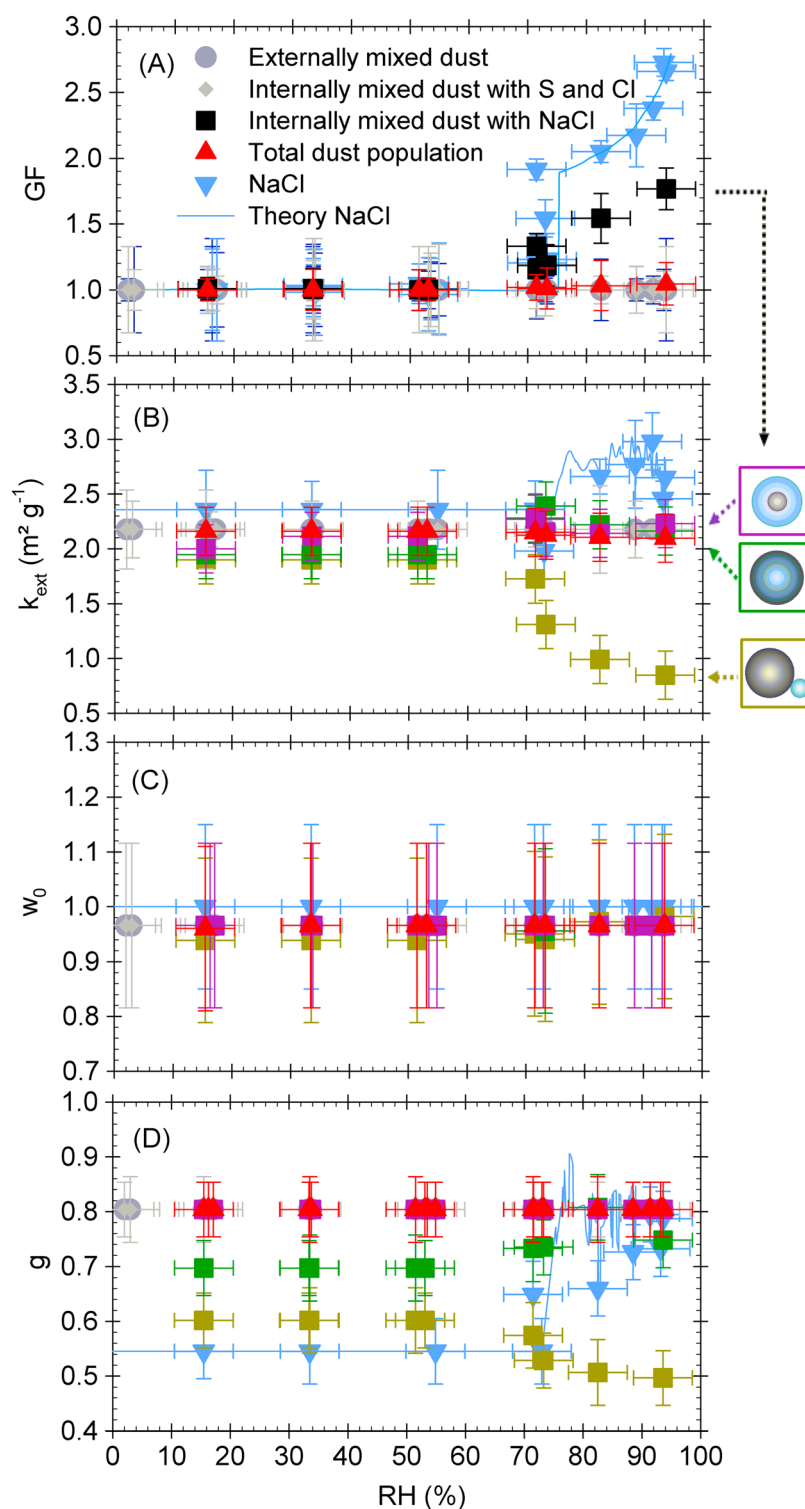 3.0
2.5
2.0
1.5
1.0
0.5
GF
(A)
Externally mixed dust
Internally mixed dust with S and Cl
Internally mixed dust with NaCl
Total dust population
NaCl
Theory NaCl
3.5
3.0
2.5
2.0
1.5
1.0
0.5
k_ext (m² g⁻¹)
(B)
1.3
1.2
1.1
1.0
0.9
0.8
0.7
w_0
(C)
1.0
0.9
0.8
0.7
0.6
0.5
0.4
g
(D)
0 10 20 30 40 50 60 70 80 90 100
RH (%)